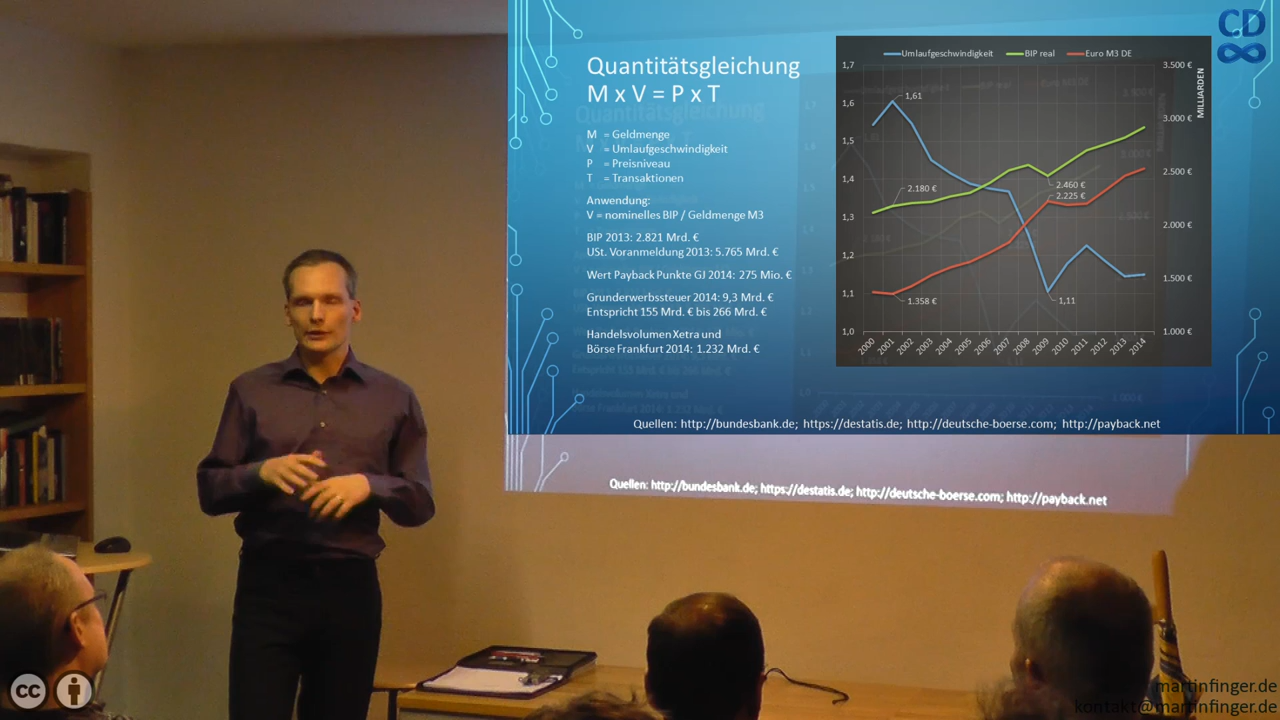 CD
Quantitätsgleichung
M x V = P x T
M = Geldmenge
V = Umlaufgeschwindigkeit
P = Preisniveau
T = Transaktionen
Anwendung:
V = nominelles BIP / Geldmenge M3
BIP 2013: 2.821 Mrd. €
USt. Voranmeldung 2013: 5.765 Mrd. €
Wert Payback Punkte GJ 2014: 275 Mio. €
Grunderwerbssteuer 2014: 9,3 Mrd. €
Entspricht 155 Mrd. € bis 266 Mrd. €
Handelsvolumen Xetra und
Börse Frankfurt 2014: 1.232 Mrd. €
Umlaufgeschwindigkeit BIP real Euro M3 DE
1,7
1,6
1,5
1,4
1,3
1,2
1,1
1,0
1,61
2.180 €
2.460 €
2.225 €
1.358 €
1,11
3.500 €
3.000 €
2.500 €
2.000 €
1.500 €
1.000 €
MILLIARDEN
2000 2001 2002 2003 2004 2005 2006 2007 2008 2009 2010 2011 2012 2013 2014
Quellen: http://bundesbank.de; https://destatis.de; http://deutsche-boerse.com; http://payback.net
Quellen: http://bundesbank.de; https://destatis.de; http://deutsche-boerse.com; http://payback.net
cc
martinfinger.de
kontakt@martinfinger.de